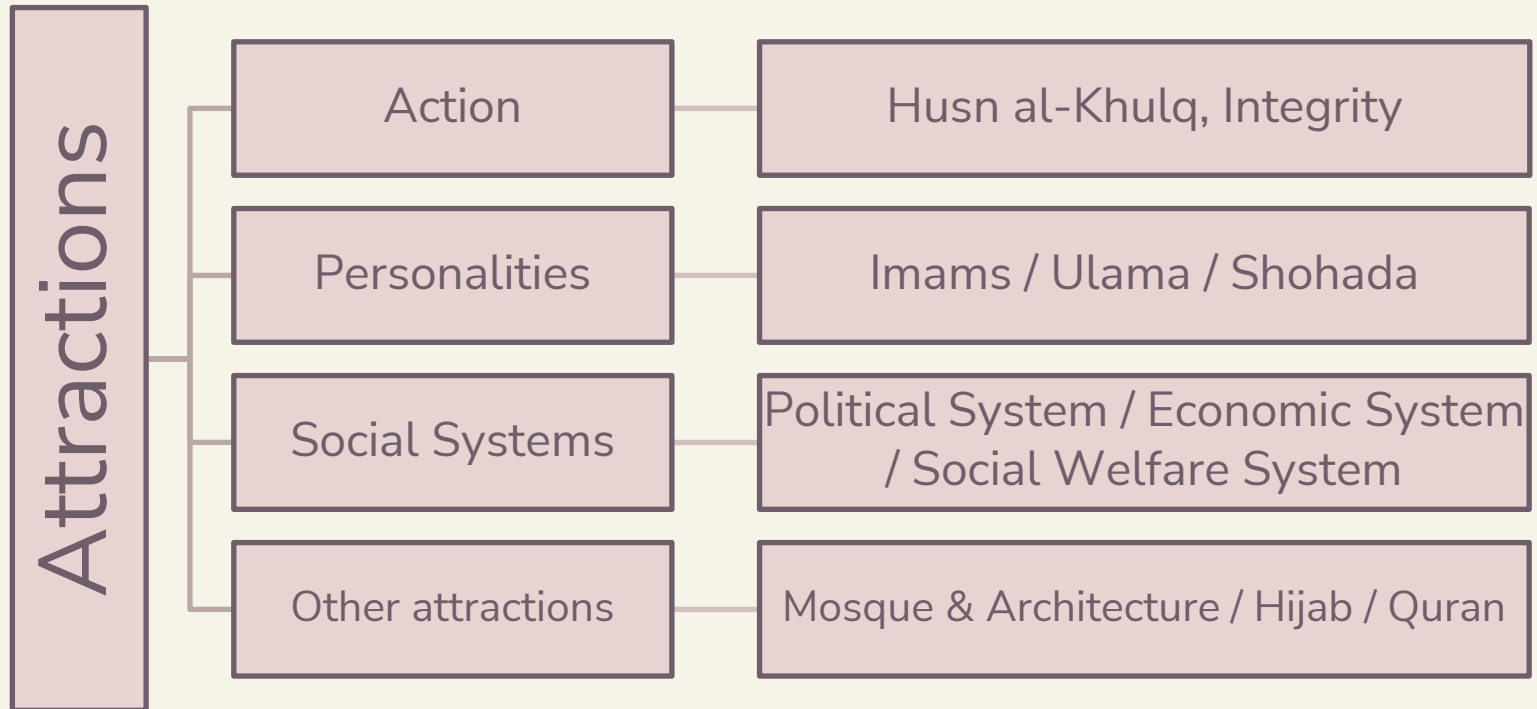 Attractions
Action
Husn al-Khulq, Integrity
Personalities
Imams / Ulama / Shohada
Social Systems
Political System / Economic System
/ Social Welfare System
Other attractions
Mosque & Architecture / Hijab / Quran